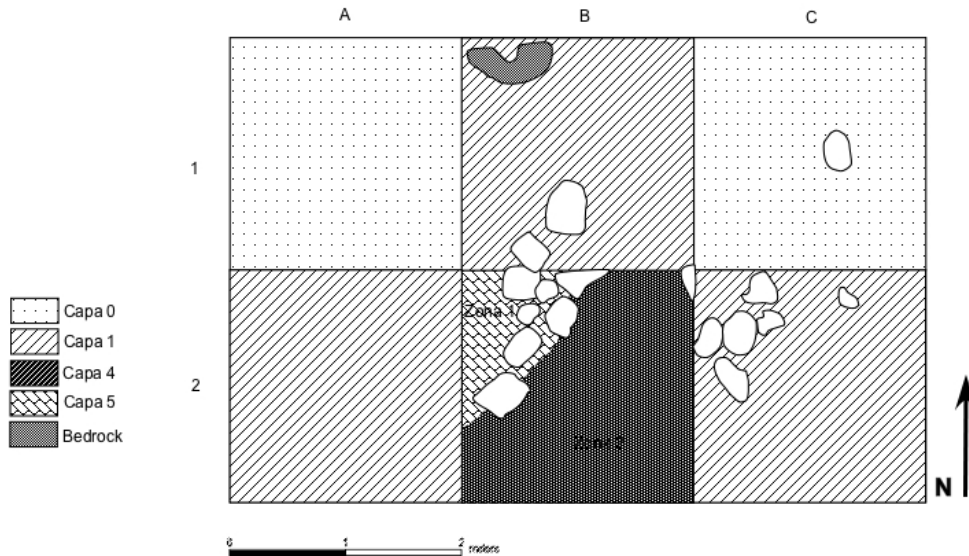 A B C
1
Zona 1
2
Capa 0
Capa 1
Capa 4
Capa 5
Bedrock
Zona 2
N
0 1 2 meters